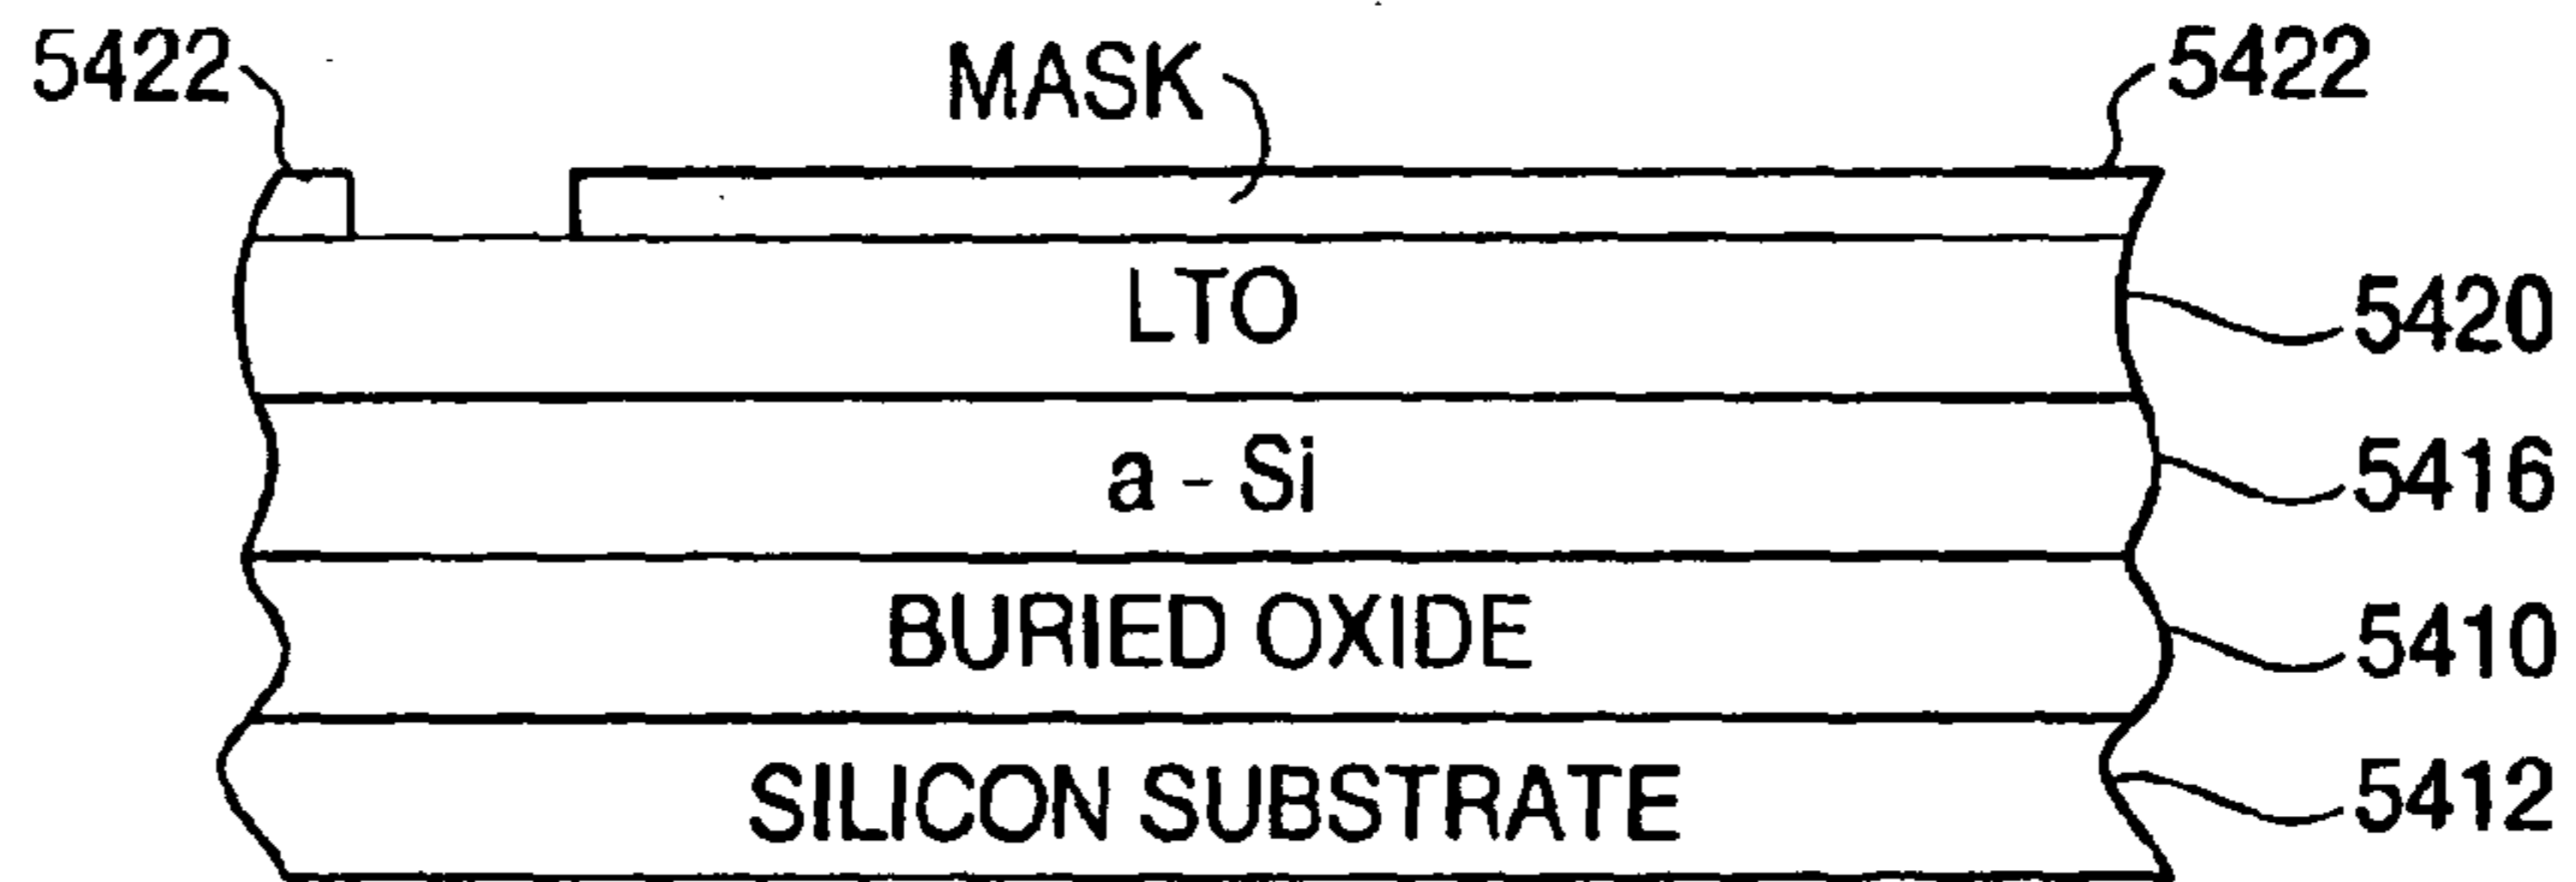 5422
MASK
5422
LTO
5420
a - Si
5416
BURIED OXIDE
5410
SILICON SUBSTRATE
5412